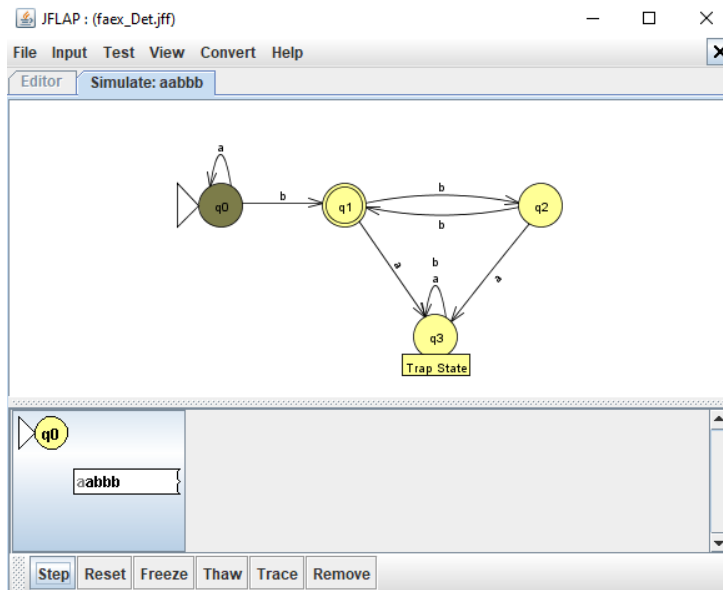 JFLAP : (faex_Det.jff)
File Input Test View Convert Help
Editor Simulate: aabbb
a
b
b
q0 q1 q2
b
a
b
a
a
q3
Trap State
q0
aabbb
Step Reset Freeze Thaw Trace Remove